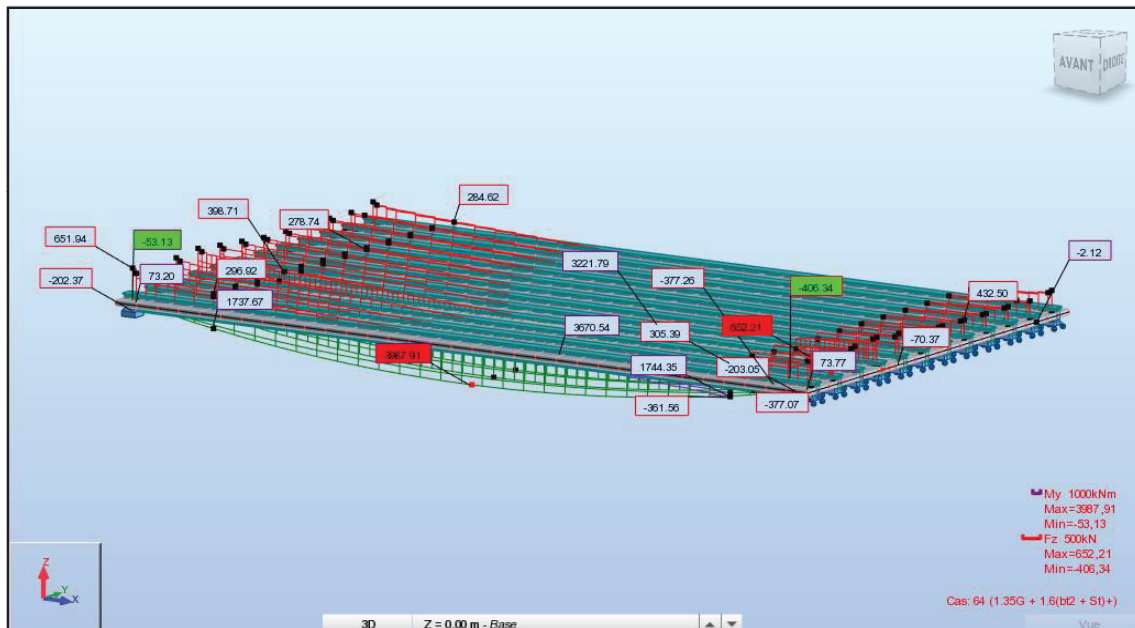 AVANT
DROITE
284.62
398.71
278.74
651.94
-53.13
-2.12
3221.79
-377.26
73.20
296.92
-406.34
-202.37
432.50
1737.67
3670.54
305.39
652.21
-70.37
3987.91
1744.35
-203.05
73.77
-361.56
-377.07
My 1000kNm
Max=3987,91
Min=-53,13
Fz 500kN
Max=652,21
Min=-406,34
Cas: 64 (1.35G + 1.6(bt2 + St)+)
Z
Y
X
3D
Z = 0.00 m - Base
Vue